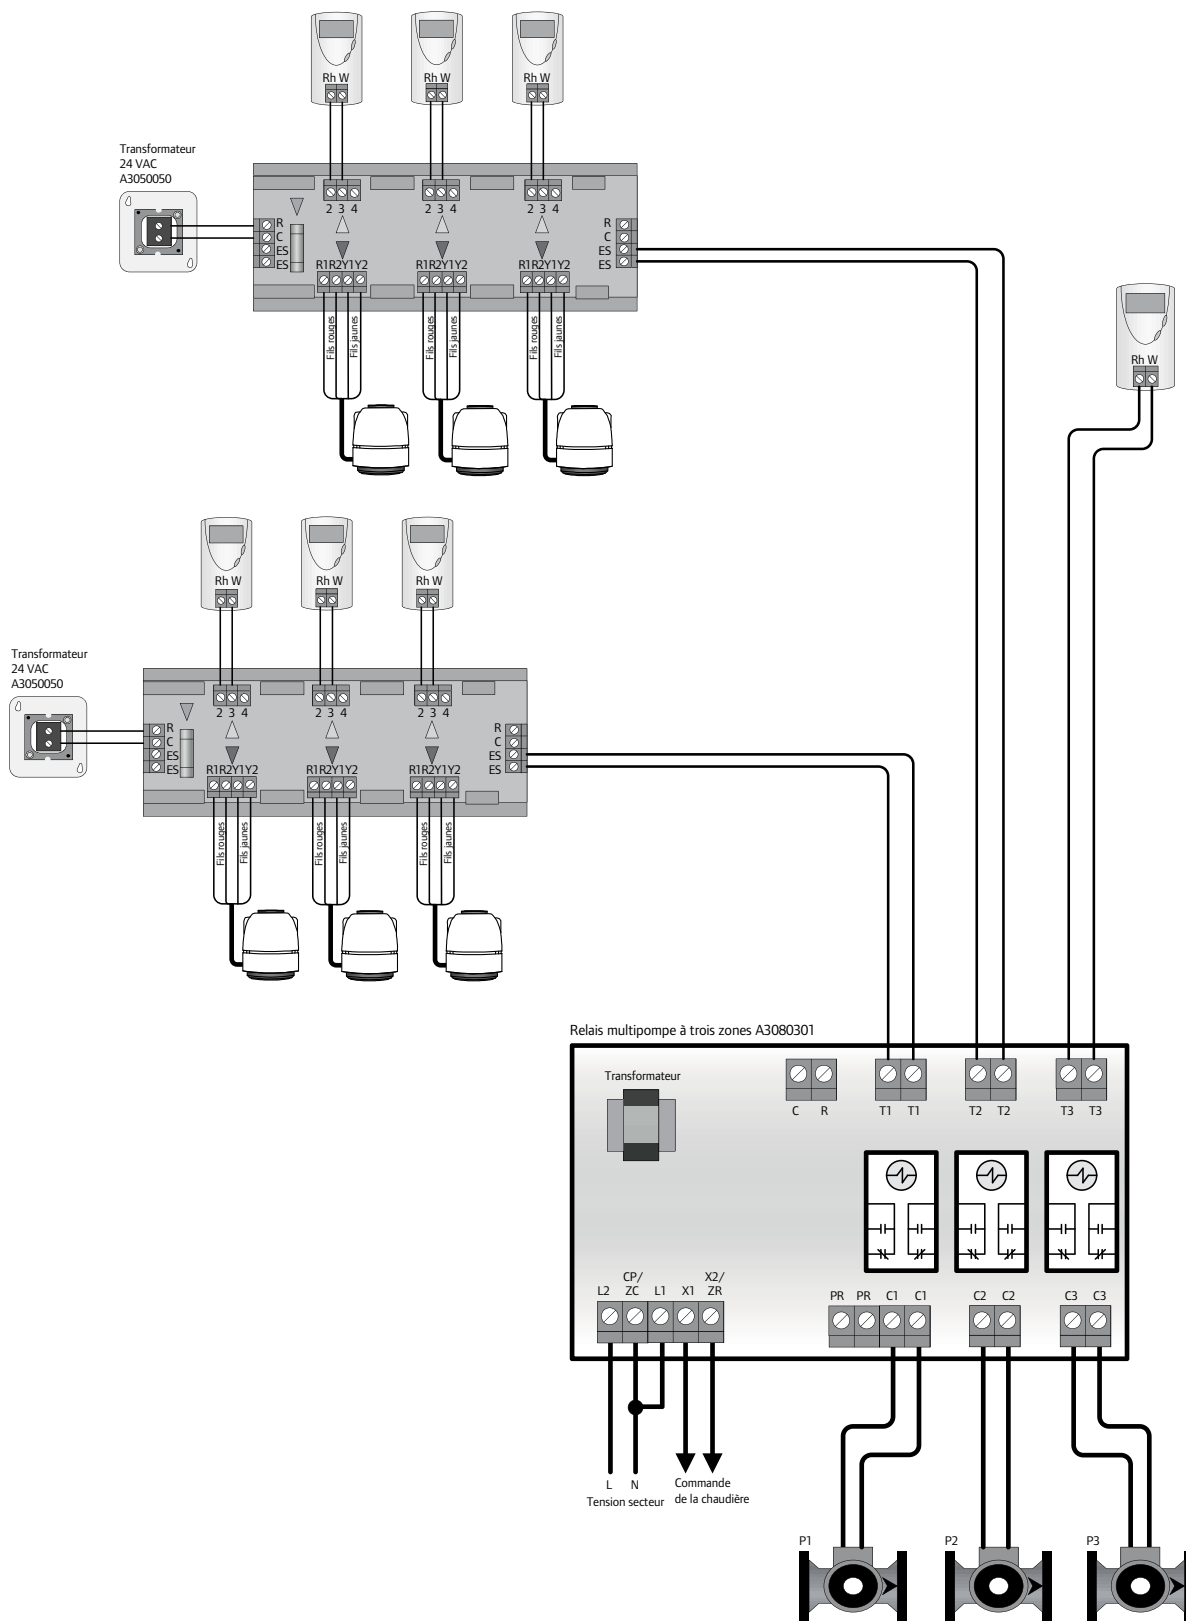 Rh W
Rh W
Rh W
Transformateur
24 VAC
A3050050
2 3 4
2 3 4
2 3 4
R
C
ES
ES
R
C
ES
ES
R1R2Y1Y2
R1R2Y1Y2
R1R2Y1Y2
Fils rouges
Fils jaunes
Fils rouges
Fils jaunes
Fils rouges
Fils jaunes
Rh W
Rh W
Rh W
Rh W
Transformateur
24 VAC
A3050050
2 3 4
2 3 4
2 3 4
R
C
ES
ES
R
C
ES
ES
R1R2Y1Y2
R1R2Y1Y2
R1R2Y1Y2
Fils rouges
Fils jaunes
Fils rouges
Fils jaunes
Fils rouges
Fils jaunes
Relais multipompe à trois zones A3080301
Transformateur
C R
T1 T1
T2 T2
T3 T3
L2
CP/
ZC
L1
X1
X2/
ZR
PR PR C1 C1
C2 C2
C3 C3
L N
Tension secteur
Commande
de la chaudière
P1
P2
P3